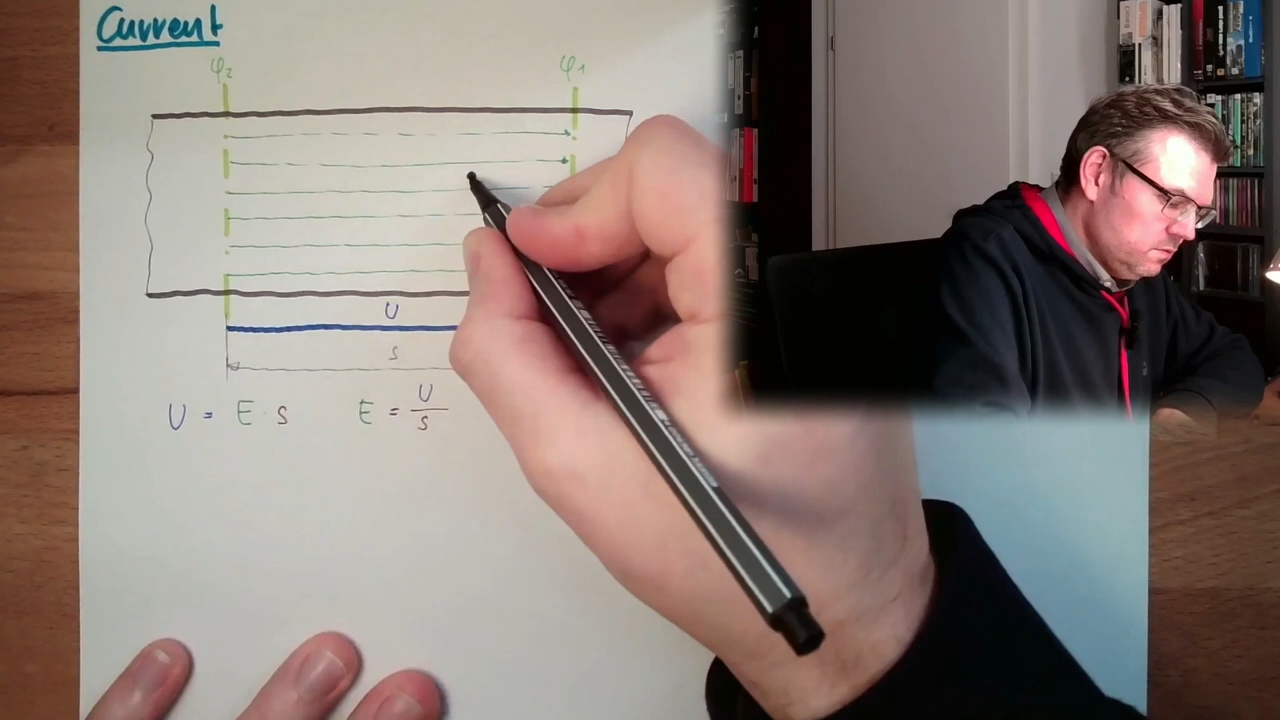 Current
φ₂ φ₁
U
s
U = E · s E = U/s